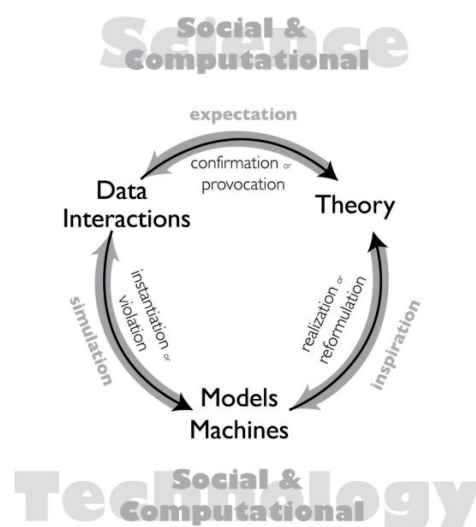 Science
Social &
Computational
expectation
confirmation or
provocation
Data
Interactions
Theory
simulation
instantiation or
violation
realization or
reformulation
inspiration
Models
Machines
Technology
Social &
Computational